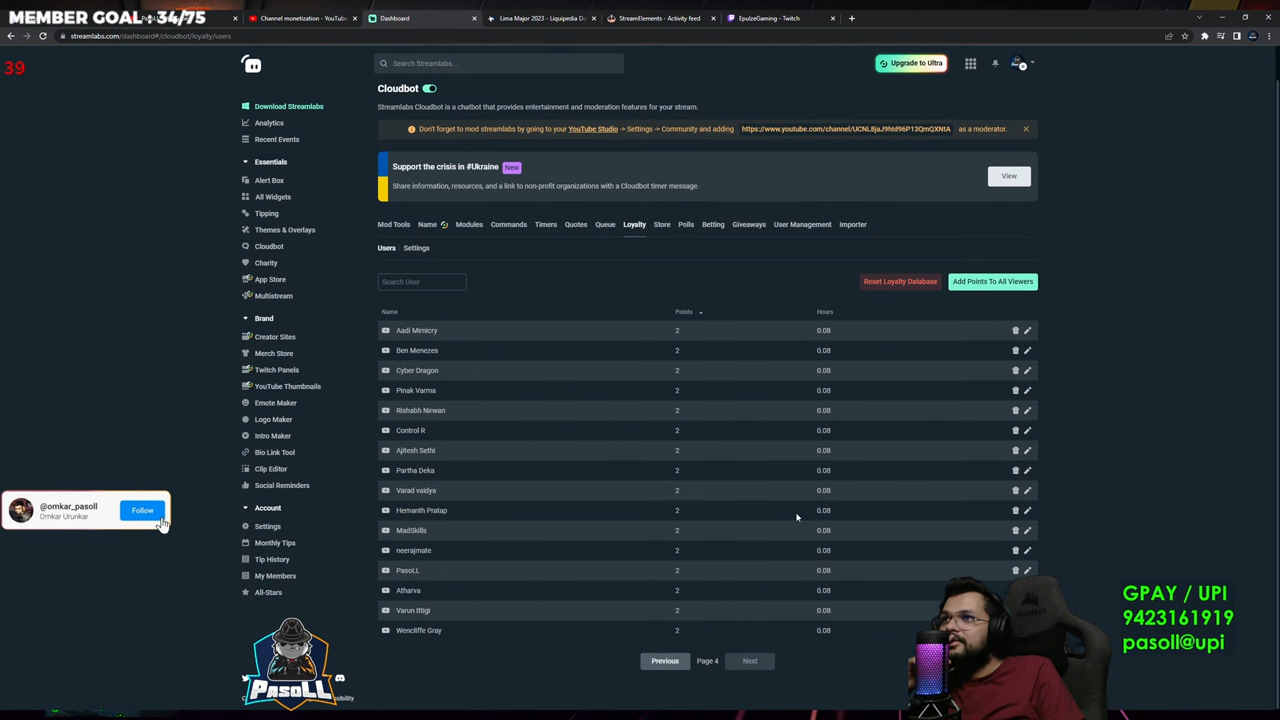 MEMBER GOAL: 34/75
Channel monetization - YouTube
Dashboard
Lima Major 2023 - Liquipedia Do
StreamElements - Activity feed
EpulzeGaming - Twitch
streamlabs.com/dashboard#/cloudbot/loyalty/users
39
Search Streamlabs...
Upgrade to Ultra
Download Streamlabs
Analytics
Recent Events
Essentials
Alert Box
All Widgets
Tipping
Themes & Overlays
Cloudbot
Charity
App Store
Multistream
Brand
Creator Sites
Merch Store
Twitch Panels
YouTube Thumbnails
Emote Maker
Logo Maker
Intro Maker
Bio Link Tool
Clip Editor
Social Reminders
Account
Settings
Monthly Tips
Tip History
My Members
All-Stars
Cloudbot
Streamlabs Cloudbot is a chatbot that provides entertainment and moderation features for your stream.
Don't forget to mod streamlabs by going to your YouTube Studio -> Settings -> Community and adding https://www.youtube.com/channel/UCNL8jaJ9hId96P13QmQXNtA as a moderator.
Support the crisis in #Ukraine New
Share information, resources, and a link to non-profit organizations with a Cloudbot timer message.
View
Mod Tools Name Modules Commands Timers Quotes Queue Loyalty Store Polls Betting Giveaways User Management Importer
Users Settings
Search User
Reset Loyalty Database
Add Points To All Viewers
Name Points Hours
Aadi Mimicry 2 0.08
Ben Menezes 2 0.08
Cyber Dragon 2 0.08
Pinak Varma 2 0.08
Rishabh Nirwan 2 0.08
Control R 2 0.08
Ajitesh Sethi 2 0.08
Partha Deka 2 0.08
Varad vaidya 2 0.08
Hemanth Pratap 2 0.08
MadSkills 2 0.08
neerajmate 2 0.08
PasoLL 2 0.08
Atharva 2 0.08
Varun Ittigi 2 0.08
Wencliffe Gray 2 0.08
Previous Page 4 Next
@omkar_pasoll
Omkar Urunkar
Follow
PASOLL
GPAY / UPI
9423161919
pasoll@upi